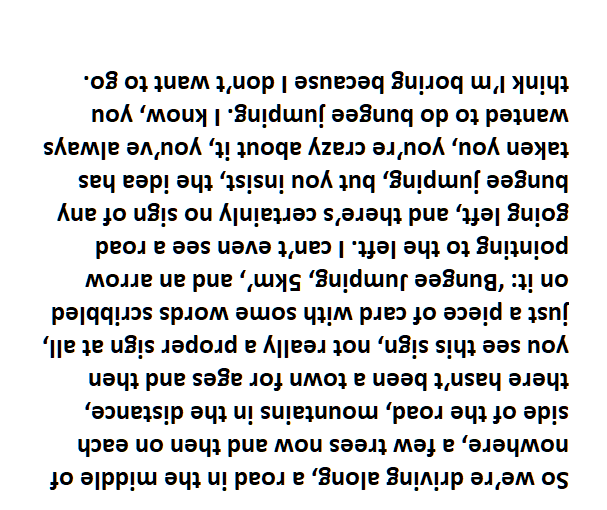 So we're driving along, a road in the middle of
nowhere, a few trees now and then on each
side of the road, mountains in the distance,
there hasn't been a town for ages and then
you see this sign, not really a proper sign at all,
just a piece of card with some words scribbled
on it: 'Bungee Jumping, 5km', and an arrow
pointing to the left. I can't even see a road
going left, and there's certainly no sign of any
bungee jumping, but you insist, the idea has
taken you, you're crazy about it, you've always
wanted to do bungee jumping. I know, you
think I'm boring because I don't want to go.